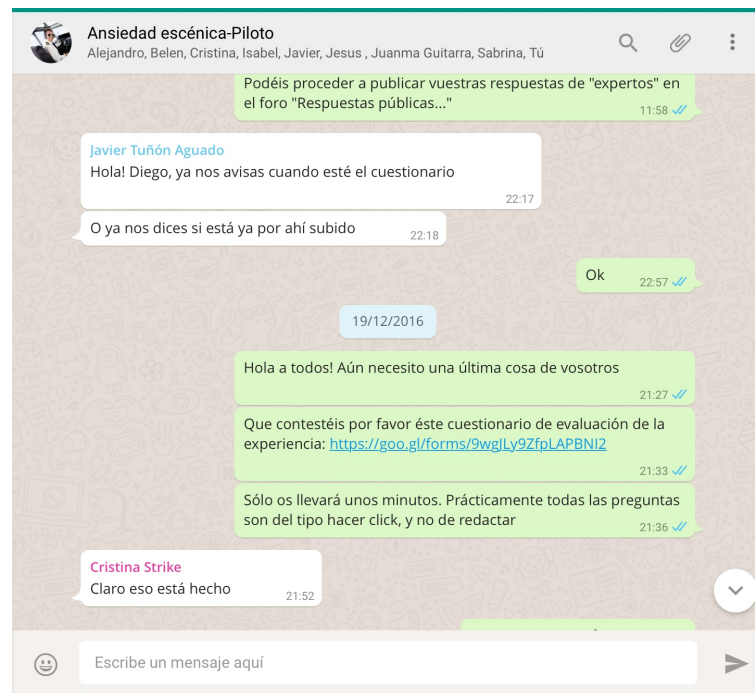 Ansiedad escénica-Piloto
Alejandro, Belen, Cristina, Isabel, Javier, Jesus , Juanma Guitarra, Sabrina, Tú
Podéis proceder a publicar vuestras respuestas de "expertos" en
el foro "Respuestas públicas..."
11:58
Javier Tuñón Aguado
Hola! Diego, ya nos avisas cuando esté el cuestionario
22:17
O ya nos dices si está ya por ahí subido
22:18
Ok
22:57
19/12/2016
Hola a todos! Aún necesito una última cosa de vosotros
21:27
Que contestéis por favor éste cuestionario de evaluación de la
experiencia: https://goo.gl/forms/9wgJLy9ZfpLAPBNI2
21:33
Sólo os llevará unos minutos. Prácticamente todas las preguntas
son del tipo hacer click, y no de redactar
21:36
Cristina Strike
Claro eso está hecho
21:52
Escribe un mensaje aquí